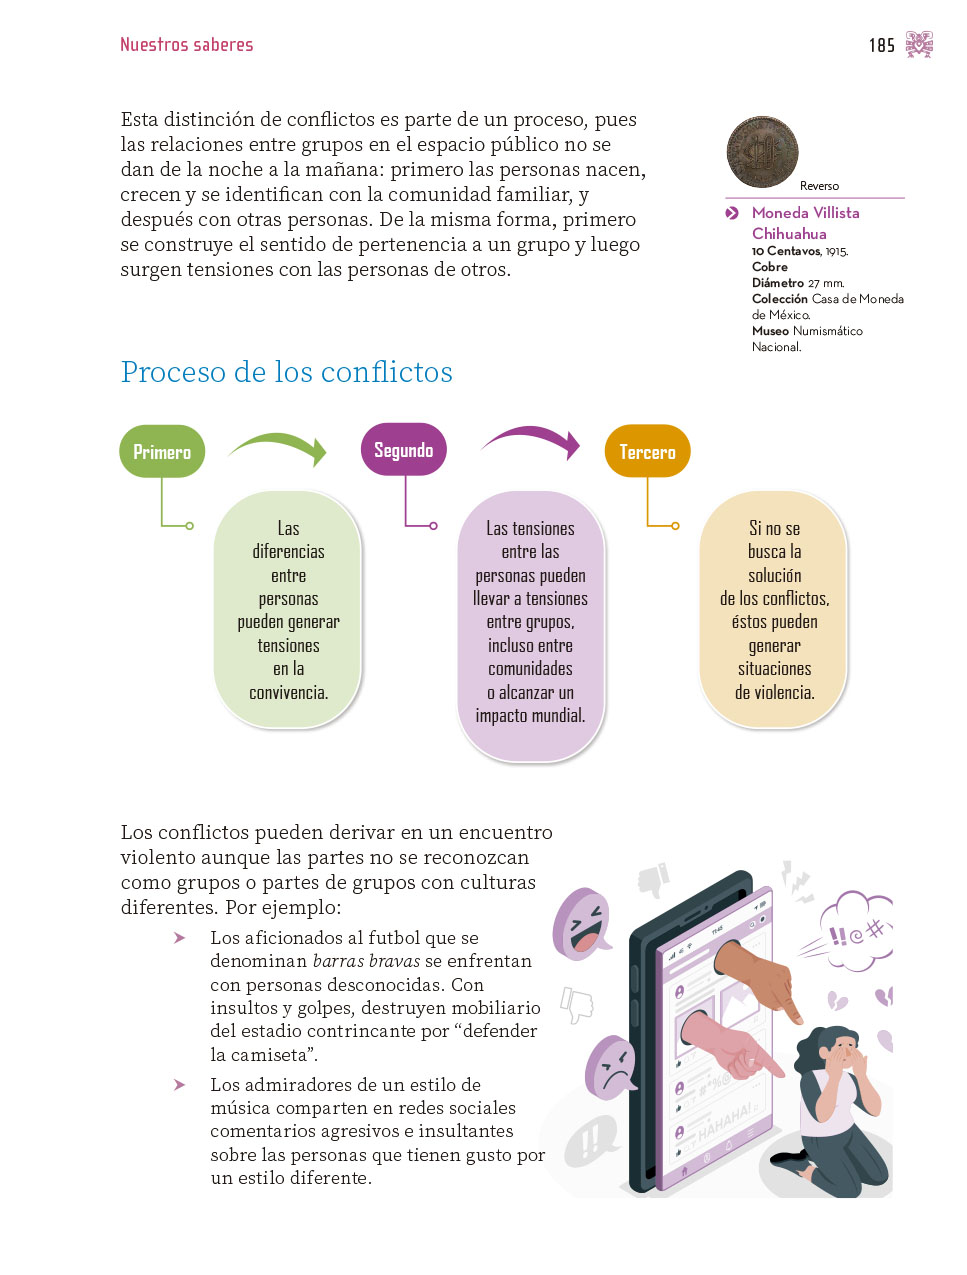 Nuestros saberes
185
Esta distinción de conflictos es parte de un proceso, pues
las relaciones entre grupos en el espacio público no se
dan de la noche a la mañana: primero las personas nacen,
crecen y se identifican con la comunidad familiar, y
después con otras personas. De la misma forma, primero
se construye el sentido de pertenencia a un grupo y luego
surgen tensiones con las personas de otros.
Reverso
Moneda Villista
Chihuahua
10 Centavos, 1915.
Cobre
Diámetro 27 mm.
Colección Casa de Moneda
de México.
Museo Numismático
Nacional.
Proceso de los conflictos
Primero
Segundo
Tercero
Las
diferencias
entre
personas
pueden generar
tensiones
en la
convivencia.
Las tensiones
entre las
personas pueden
llevar a tensiones
entre grupos,
incluso entre
comunidades
o alcanzar un
impacto mundial.
Si no se
busca la
solución
de los conflictos,
éstos pueden
generar
situaciones
de violencia.
Los conflictos pueden derivar en un encuentro
violento aunque las partes no se reconozcan
como grupos o partes de grupos con culturas
diferentes. Por ejemplo:
Los aficionados al futbol que se
denominan barras bravas se enfrentan
con personas desconocidas. Con
insultos y golpes, destruyen mobiliario
del estadio contrincante por “defender
la camiseta”.
Los admiradores de un estilo de
música comparten en redes sociales
comentarios agresivos e insultantes
sobre las personas que tienen gusto por
un estilo diferente.
!!@#
#*%@
HAHAHA!
!!